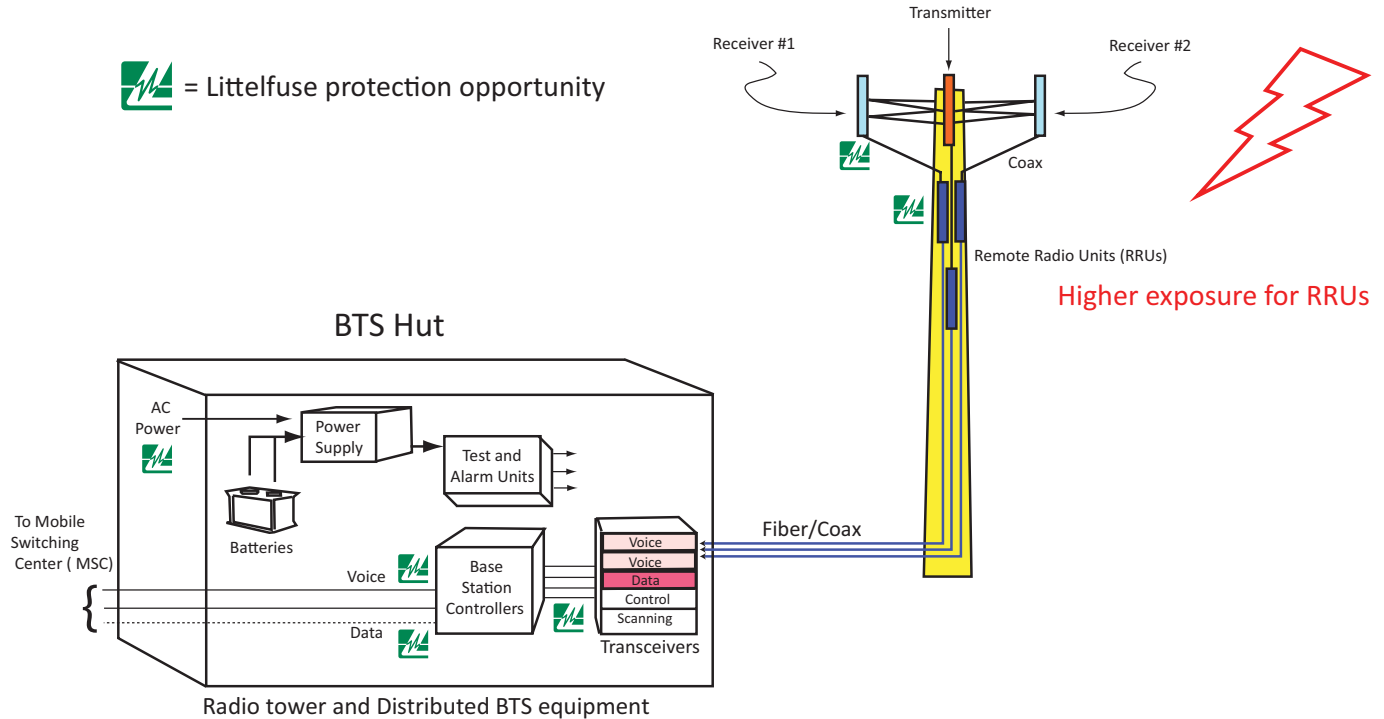 Transmitter
Receiver #1
Receiver #2
= Littelfuse protection opportunity
Coax
Remote Radio Units (RRUs)
Higher exposure for RRUs
BTS Hut
AC
Power
Power
Supply
Test and
Alarm Units
Batteries
To Mobile
Switching
Center ( MSC)
Voice
Data
Base
Station
Controllers
Voice
Voice
Data
Control
Scanning
Transceivers
Fiber/Coax
Radio tower and Distributed BTS equipment